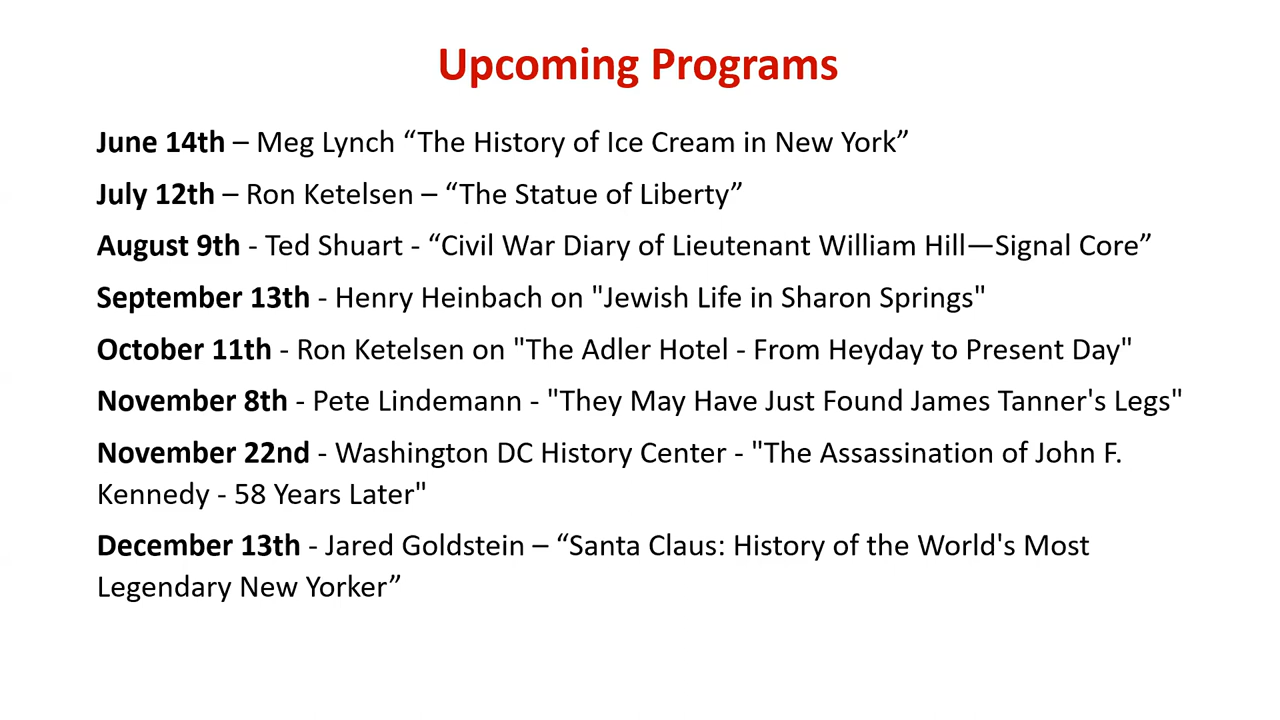 Upcoming Programs
June 14th – Meg Lynch “The History of Ice Cream in New York”
July 12th – Ron Ketelsen – “The Statue of Liberty”
August 9th - Ted Shuart - “Civil War Diary of Lieutenant William Hill—Signal Core”
September 13th - Henry Heinbach on "Jewish Life in Sharon Springs"
October 11th - Ron Ketelsen on "The Adler Hotel - From Heyday to Present Day"
November 8th - Pete Lindemann - "They May Have Just Found James Tanner's Legs"
November 22nd - Washington DC History Center - "The Assassination of John F.
Kennedy - 58 Years Later"
December 13th - Jared Goldstein – “Santa Claus: History of the World's Most
Legendary New Yorker”